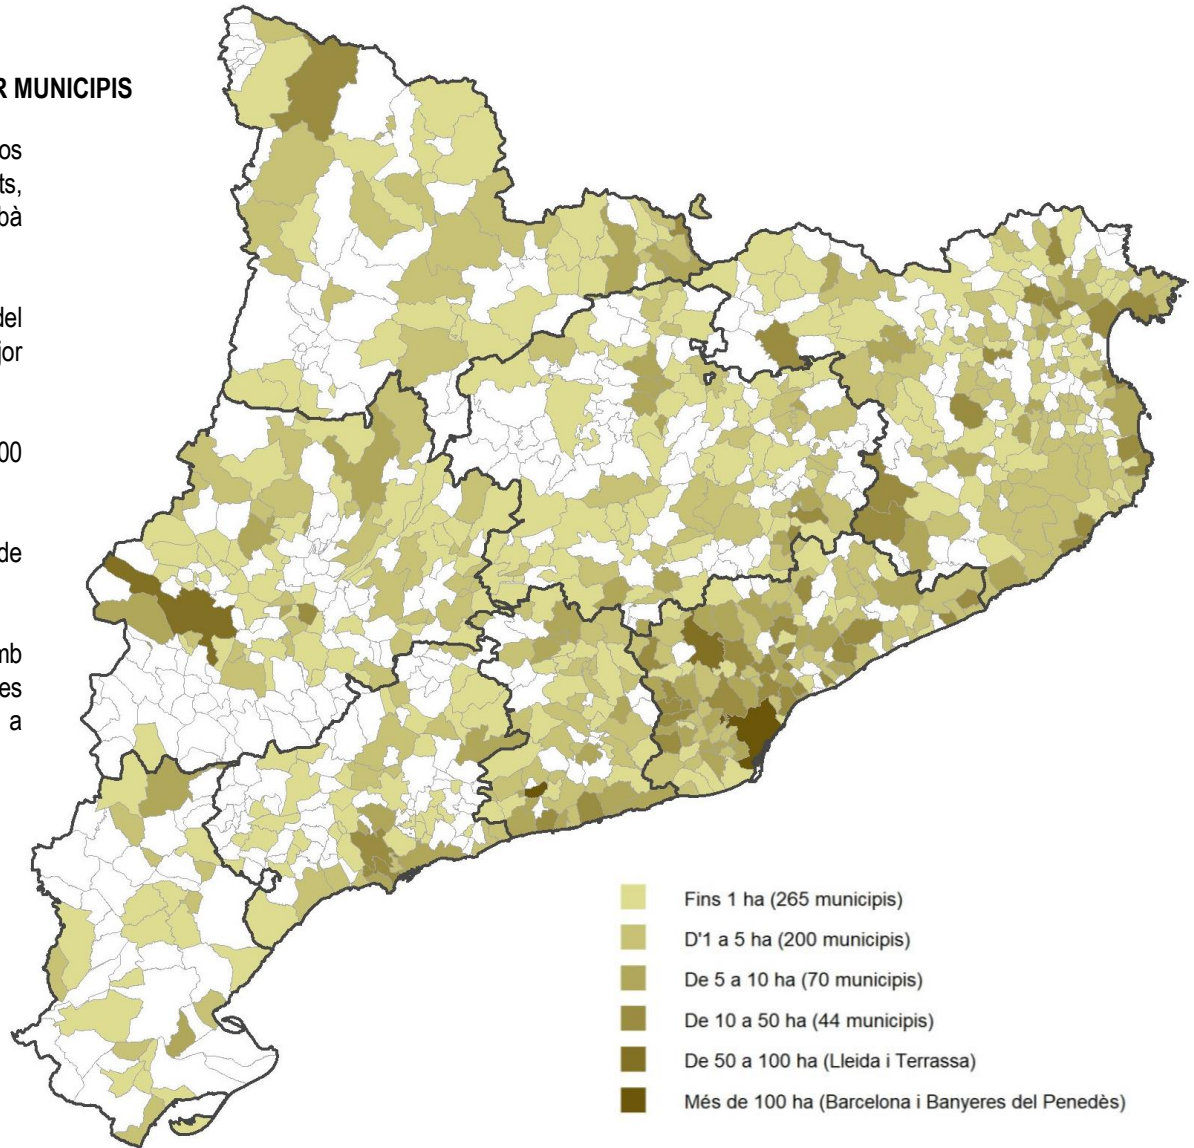 R MUNICIPIS
os
ts,
bà
del
jor
00
de
mb
es
a
Fins 1 ha (265 municipis)
D'1 a 5 ha (200 municipis)
De 5 a 10 ha (70 municipis)
De 10 a 50 ha (44 municipis)
De 50 a 100 ha (Lleida i Terrassa)
Més de 100 ha (Barcelona i Banyeres del Penedès)